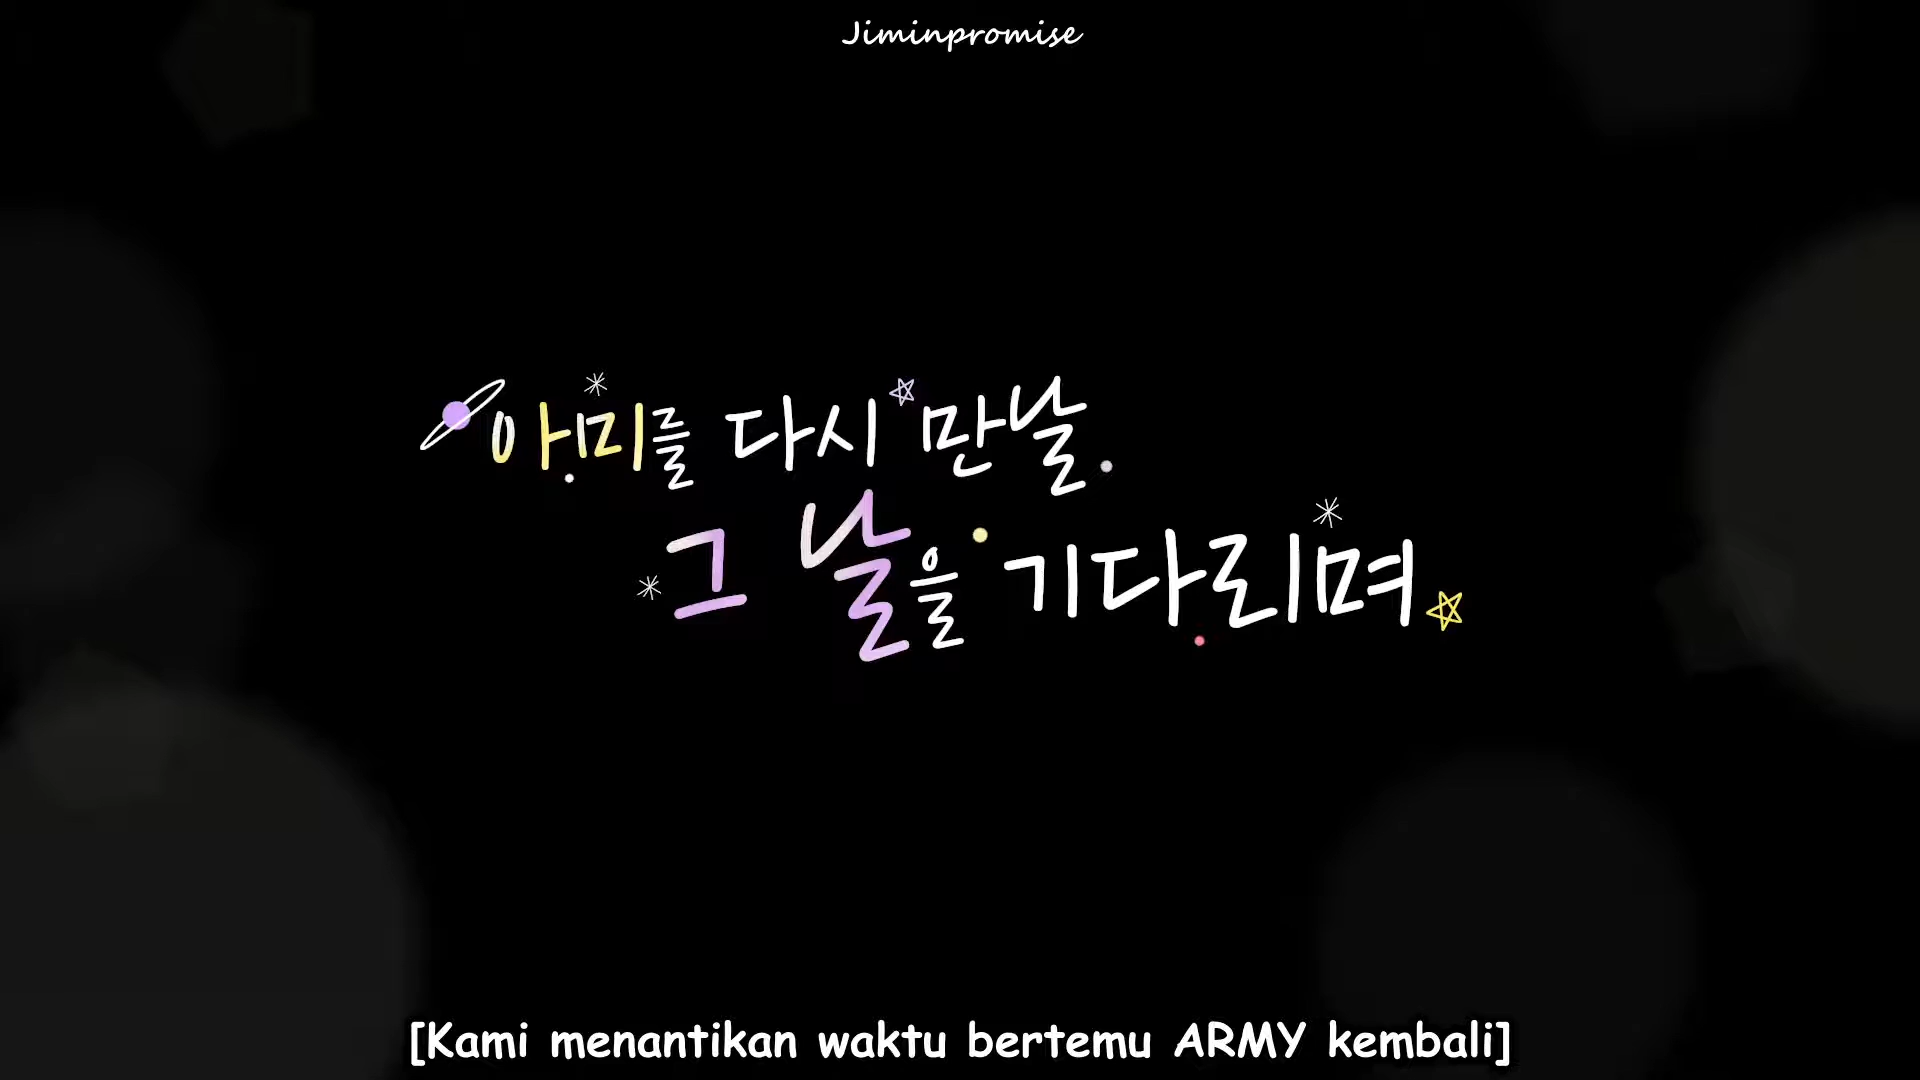 Jiminpromise
아미를 다시 만날
그 날을 기다리며
[Kami menantikan waktu bertemu ARMY kembali]